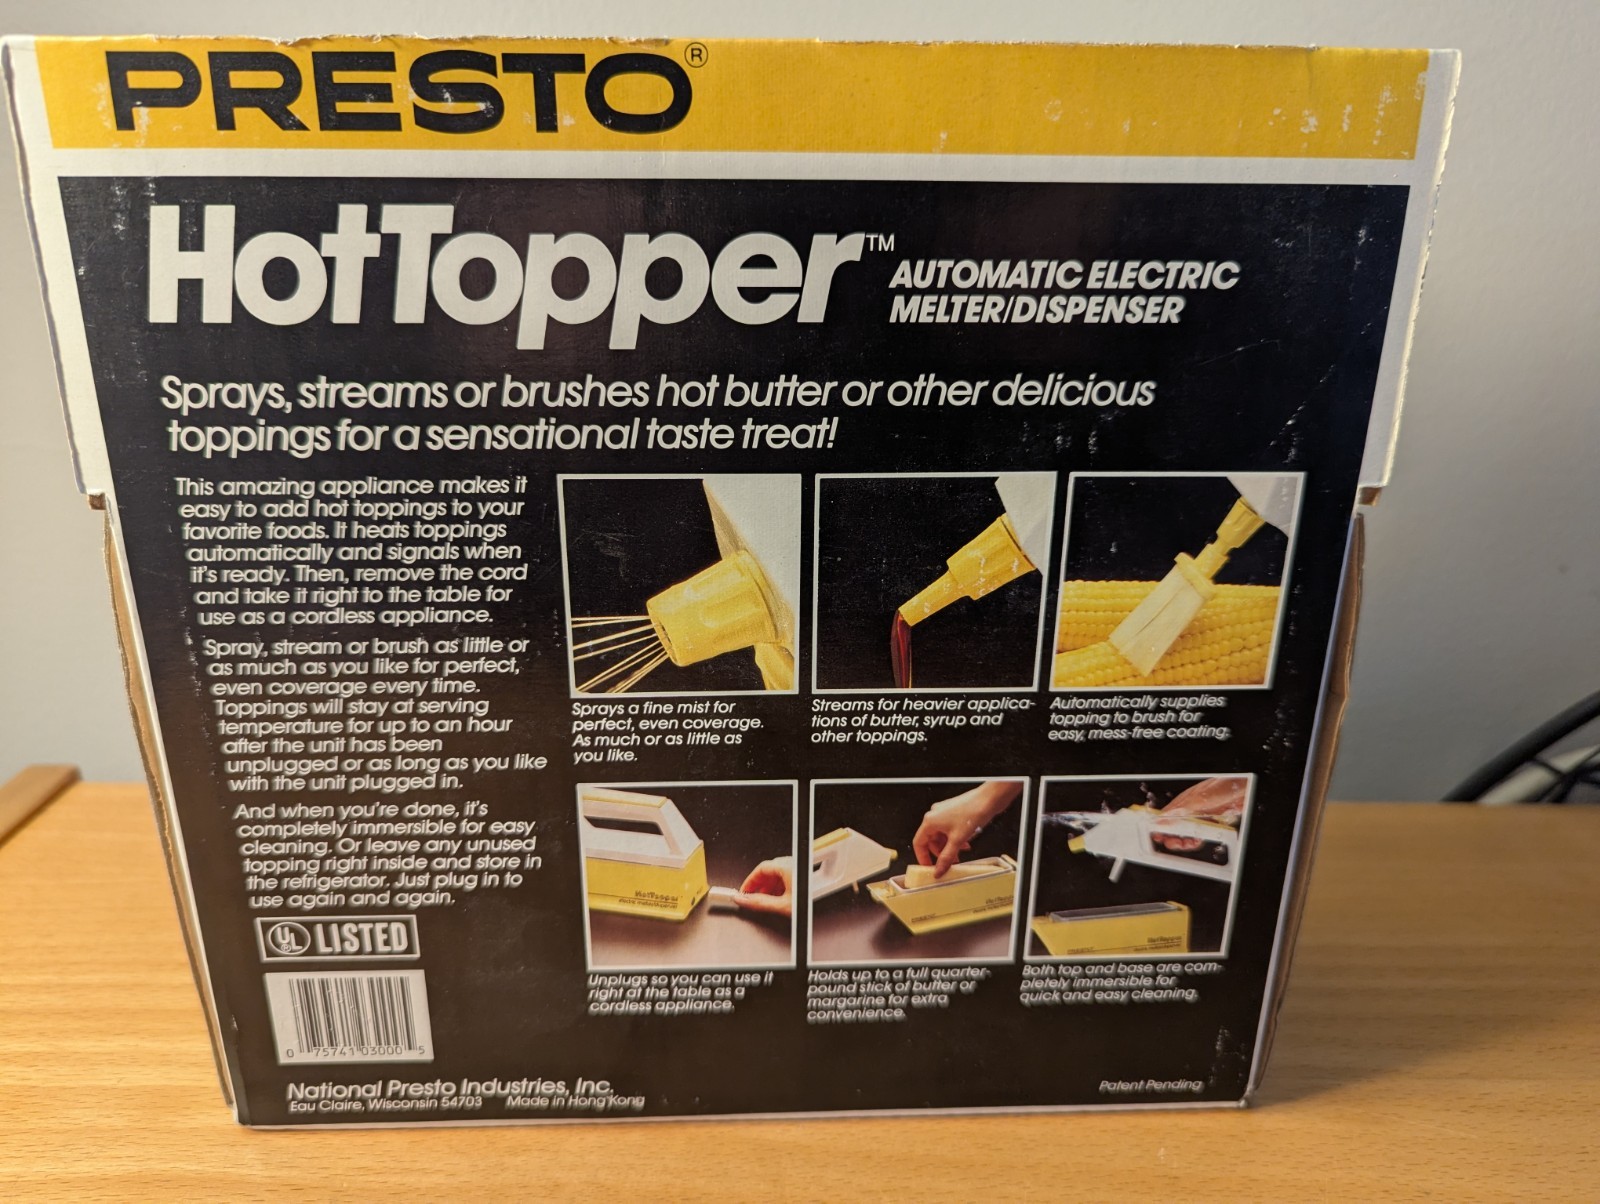 PRESTO®
HotTopper™
AUTOMATIC ELECTRIC
MELTER/DISPENSER
Sprays, streams or brushes hot butter or other delicious
toppings for a sensational taste treat!
This amazing appliance makes it
easy to add hot toppings to your
favorite foods. It heats toppings
automatically and signals when
it's ready. Then, remove the cord
and take it right to the table for
use as a cordless appliance.
Spray, stream or brush as little or
as much as you like for perfect,
even coverage every time.
Toppings will stay at serving
temperature for up to an hour
after the unit has been
unplugged or as long as you like
with the unit plugged in.
And when you're done, it's
completely immersible for easy
cleaning. Or leave any unused
topping right inside and store in
the refrigerator. Just plug in to
use again and again.
Sprays a fine mist for
perfect, even coverage.
As much or as little as
you like.
Streams for heavier applica-
tions of butter, syrup and
other toppings.
Automatically supplies
topping to brush for
easy, mess-free coating.
HotTopper
Unplugs so you can use it
right at the table as a
cordless appliance.
Holds up to a full quarter-
pound stick of butter or
margarine for extra
convenience.
HotTopper
Both top and base are com-
pletely immersible for
quick and easy cleaning.
UL® LISTED
0 75741 03000 5
National Presto Industries, Inc.
Eau Claire, Wisconsin 54703 Made in Hong Kong
Patent Pending